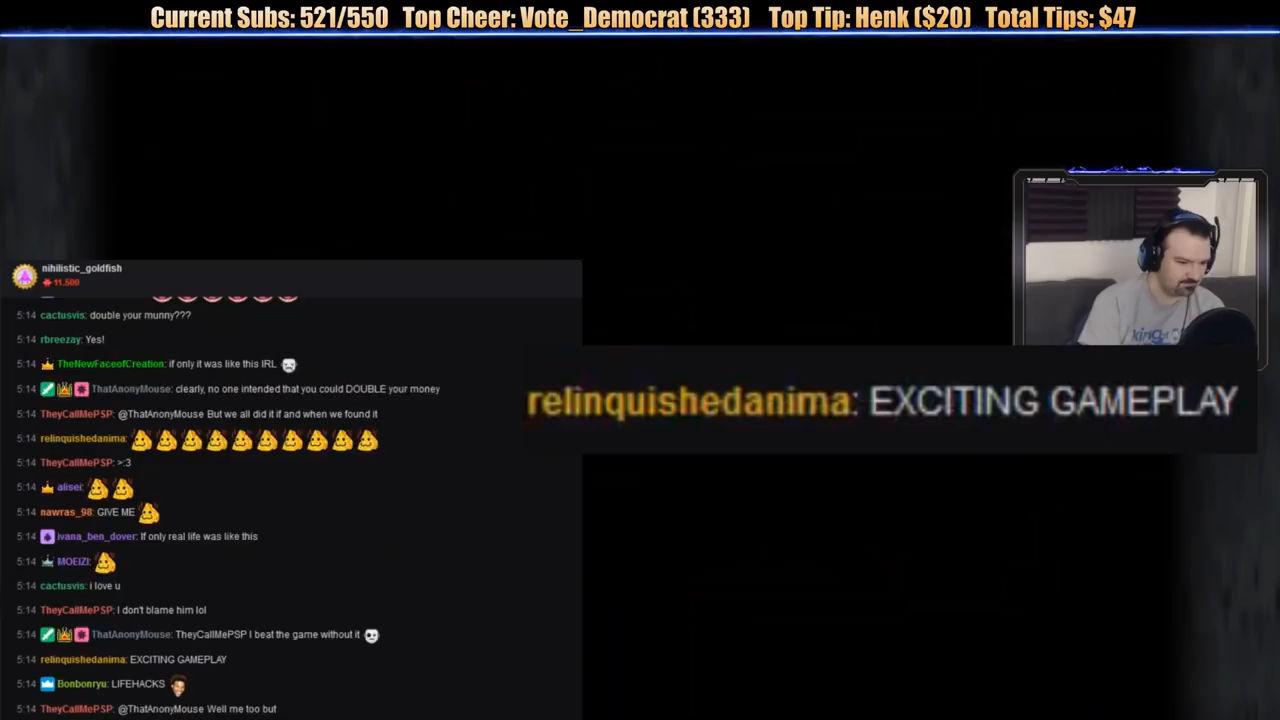 Current Subs: 521/550 Top Cheer: Vote_Democrat (333) Top Tip: Henk ($20) Total Tips: $47
nihilistic_goldfish
11.500
5:14 cactusvis: double your munny???
5:14 rbreezay: Yes!
5:14 TheNewFaceofCreation: if only it was like this IRL
5:14 ThatAnonyMouse: clearly, no one intended that you could DOUBLE your money
5:14 TheyCallMePSP: @ThatAnonyMouse But we all did it if and when we found it
5:14 relinquishedanima:
5:14 TheyCallMePSP: >:3
5:14 alisei:
5:14 nawras_98: GIVE ME
5:14 ivana_ben_dover: If only real life was like this
5:14 MOEIZI:
5:14 cactusvis: i love u
5:14 TheyCallMePSP: I don't blame him lol
5:14 ThatAnonyMouse: TheyCallMePSP I beat the game without it
5:14 relinquishedanima: EXCITING GAMEPLAY
5:14 Bonbonryu: LIFEHACKS
5:14 TheyCallMePSP: @ThatAnonyMouse Well me too but
relinquishedanima: EXCITING GAMEPLAY